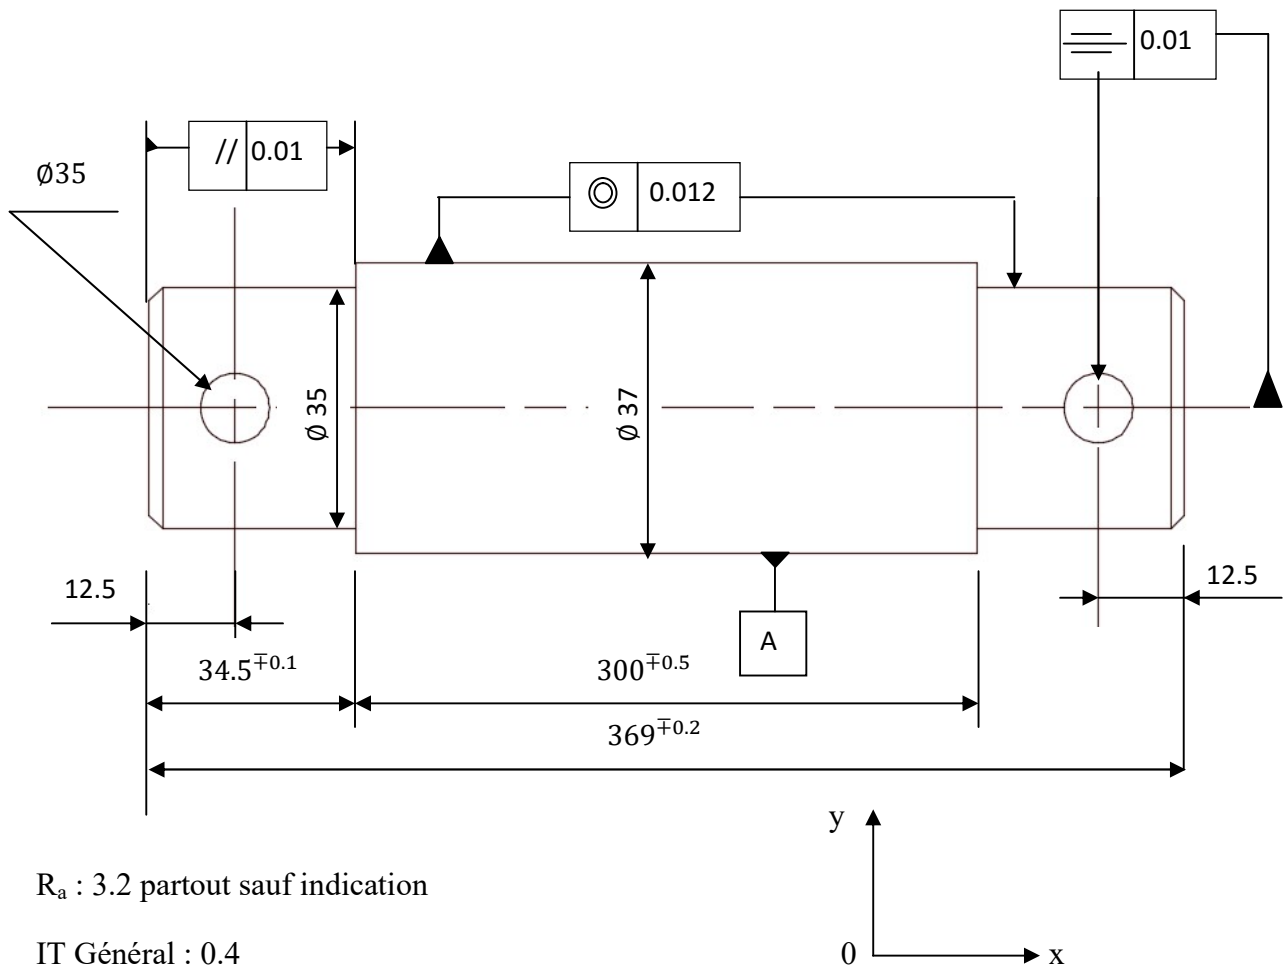 0.01
// 0.01
Ø35
◎ 0.012
Ø 35
Ø 37
12.5
12.5
A
34.5∓0.1
300∓0.5
369∓0.2
y
Ra : 3.2 partout sauf indication
IT Général : 0.4
0
x